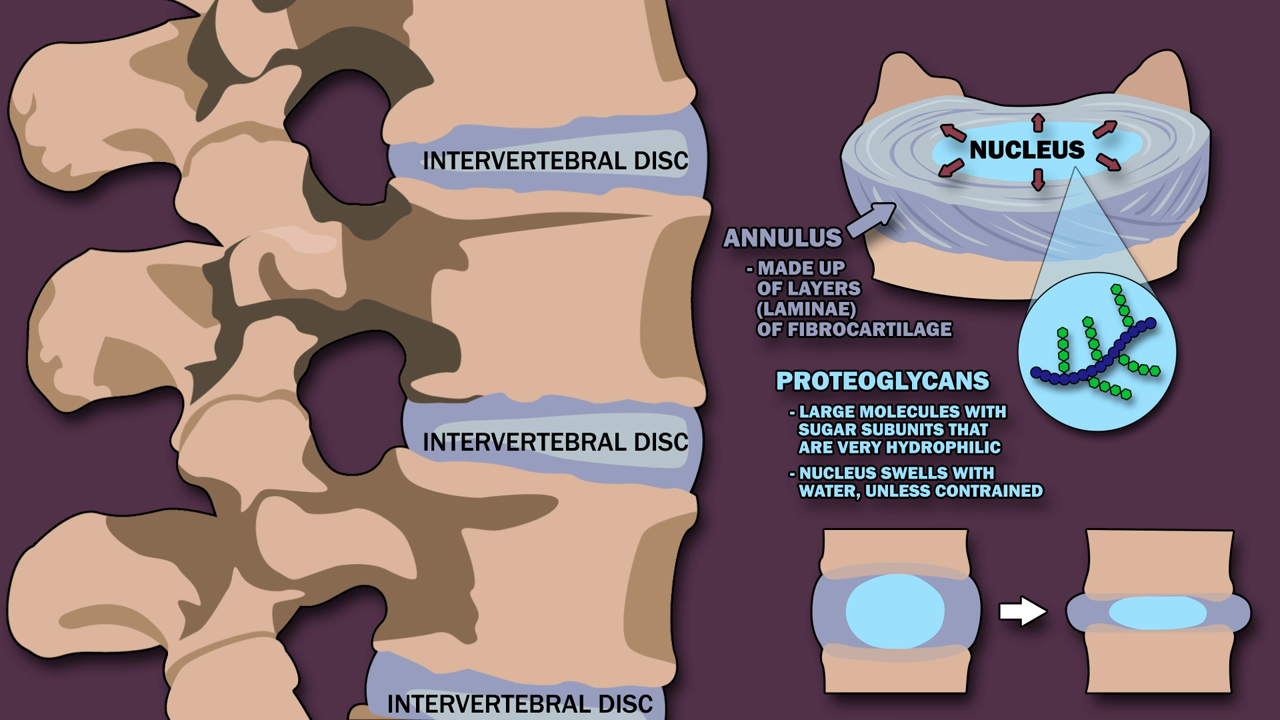 INTERVERTEBRAL DISC
INTERVERTEBRAL DISC
INTERVERTEBRAL DISC
NUCLEUS
ANNULUS
- MADE UP
OF LAYERS
(LAMINAE)
OF FIBROCARTILAGE
PROTEOGLYCANS
- LARGE MOLECULES WITH
SUGAR SUBUNITS THAT
ARE VERY HYDROPHILIC
- NUCLEUS SWELLS WITH
WATER, UNLESS CONTRAINED